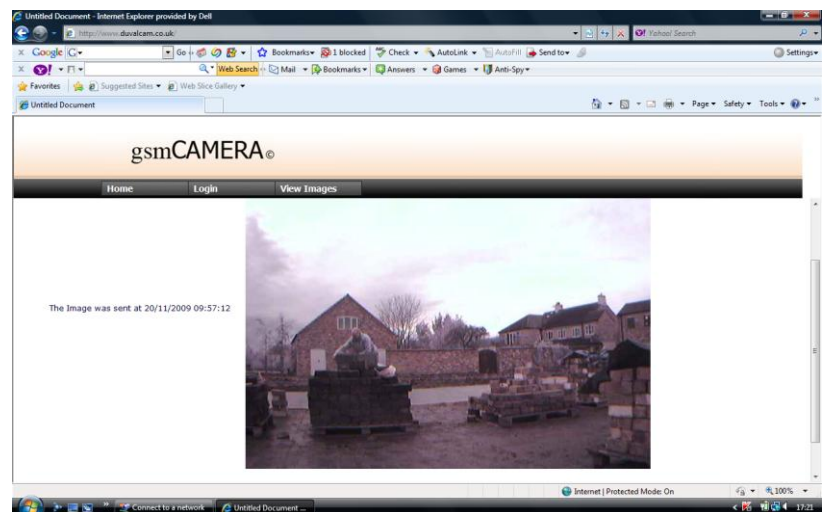 Untitled Document - Internet Explorer provided by Dell
http://www.duvalcam.co.uk/
Yahoo! Search
x Google G Go Bookmarks 1 blocked Check AutoLink AutoFill Send to Settings
x Y! Web Search Mail Bookmarks Answers Games Anti-Spy
Favorites Suggested Sites Web Slice Gallery
Untitled Document Page Safety Tools
gsmCAMERA©
Home Login View Images
The Image was sent at 20/11/2009 09:57:12
Internet | Protected Mode: On 100%
Connect to a network Untitled Document ... 17:21